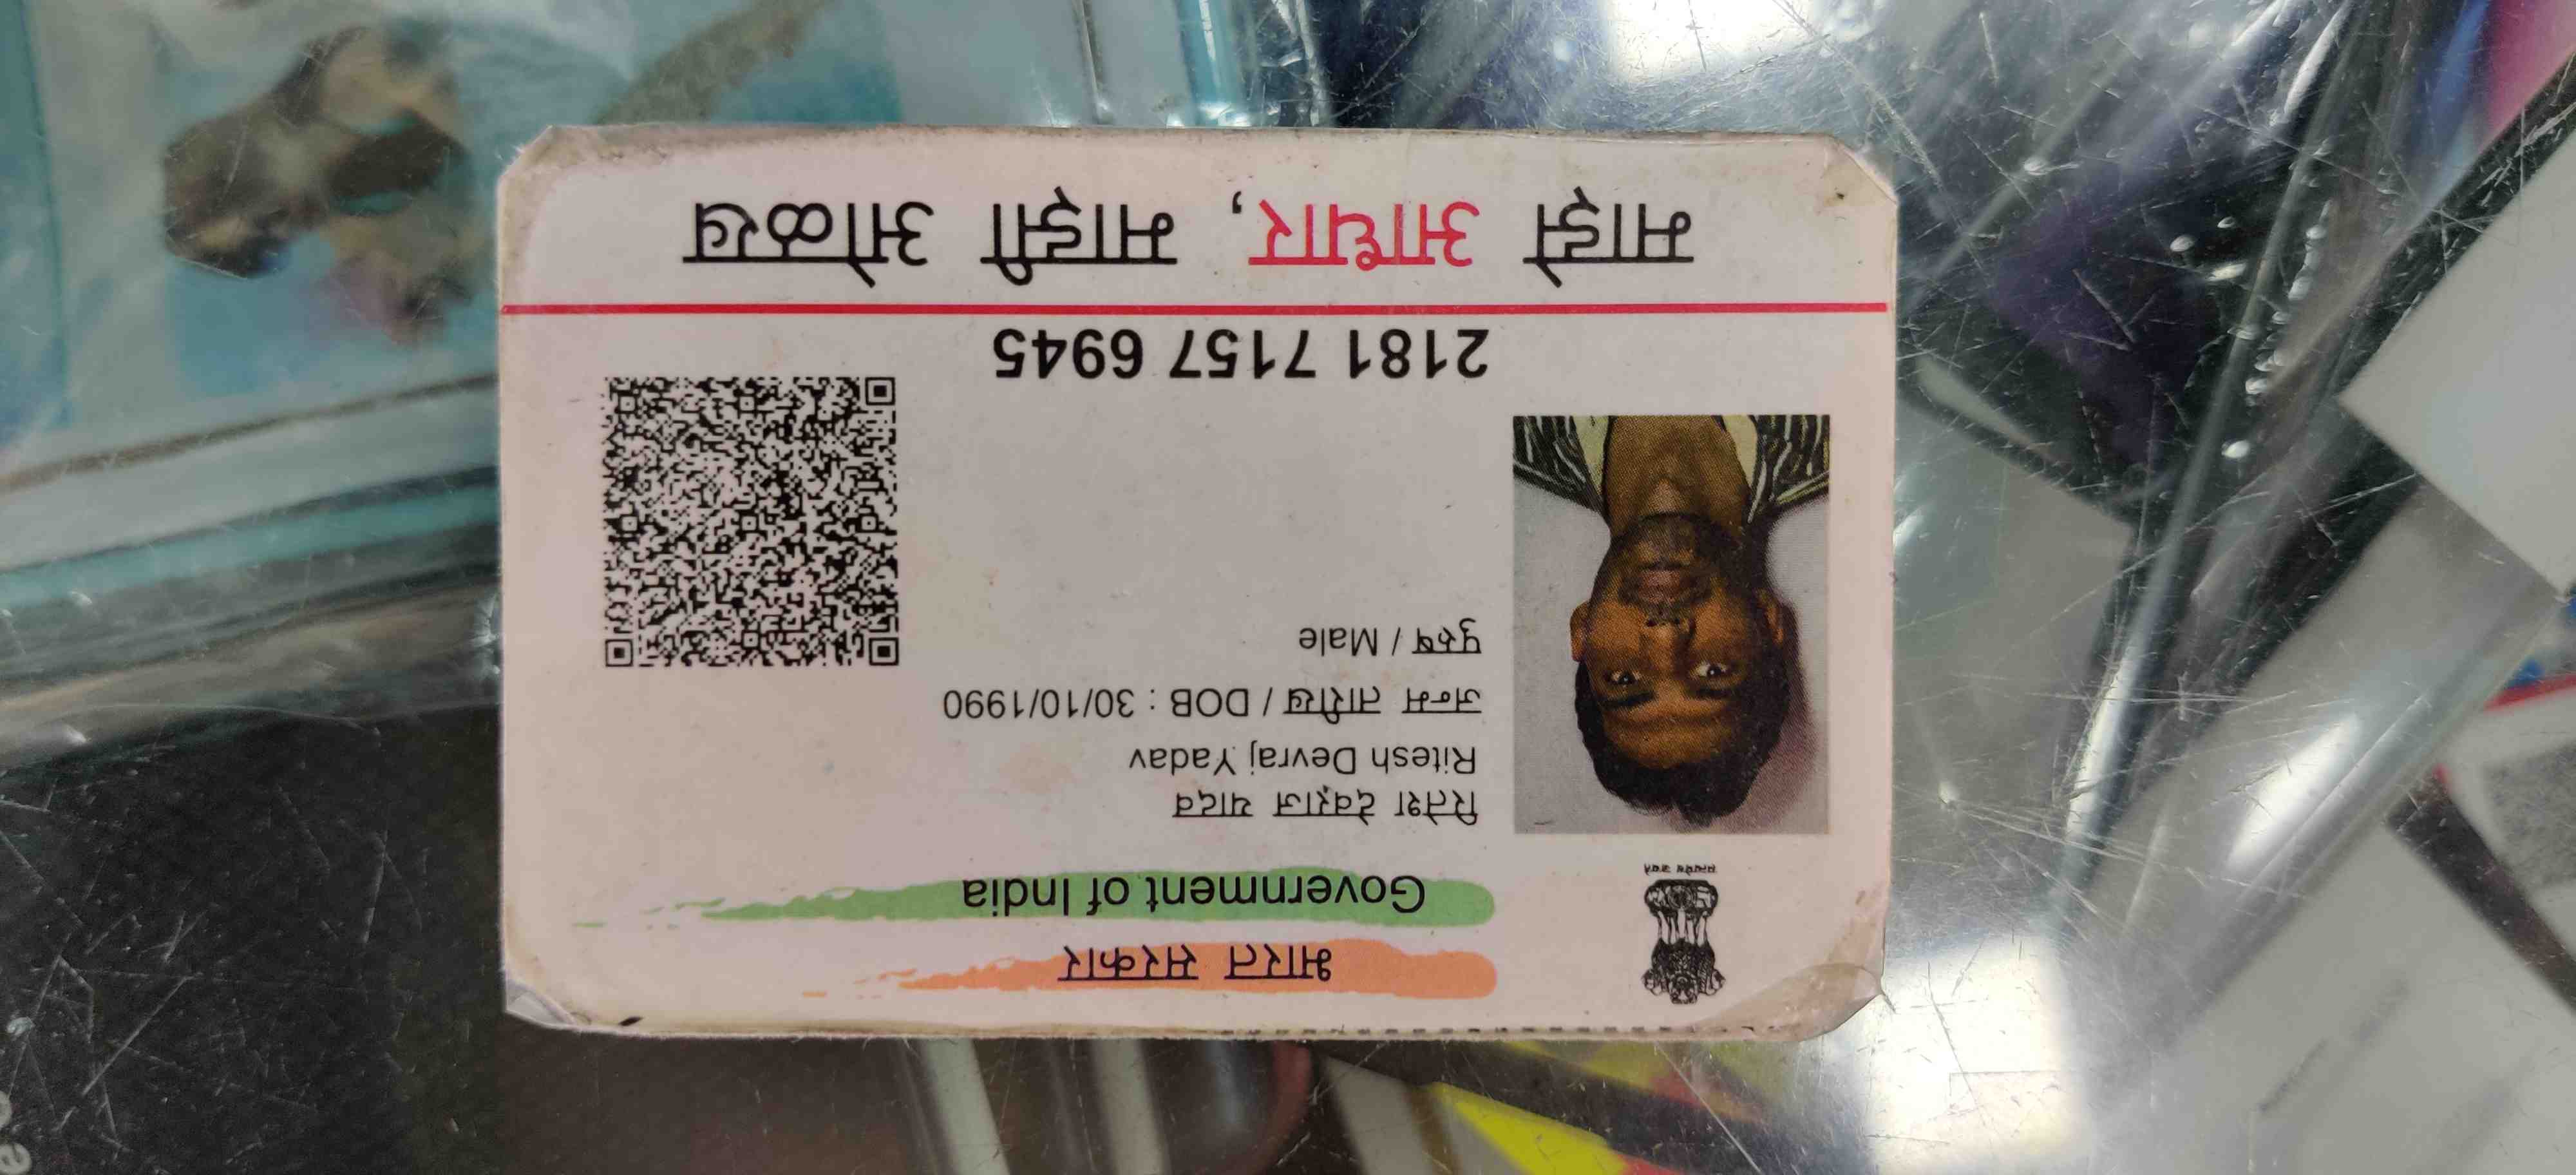 भारत सरकार
Government of India
सत्यमेव जयते
रितेश देवराज यादव
Ritesh Devraj Yadav
जन्म तारीख / DOB : 30/10/1990
पुरुष / Male
2181 7157 6945
माझे आधार, माझी ओळख